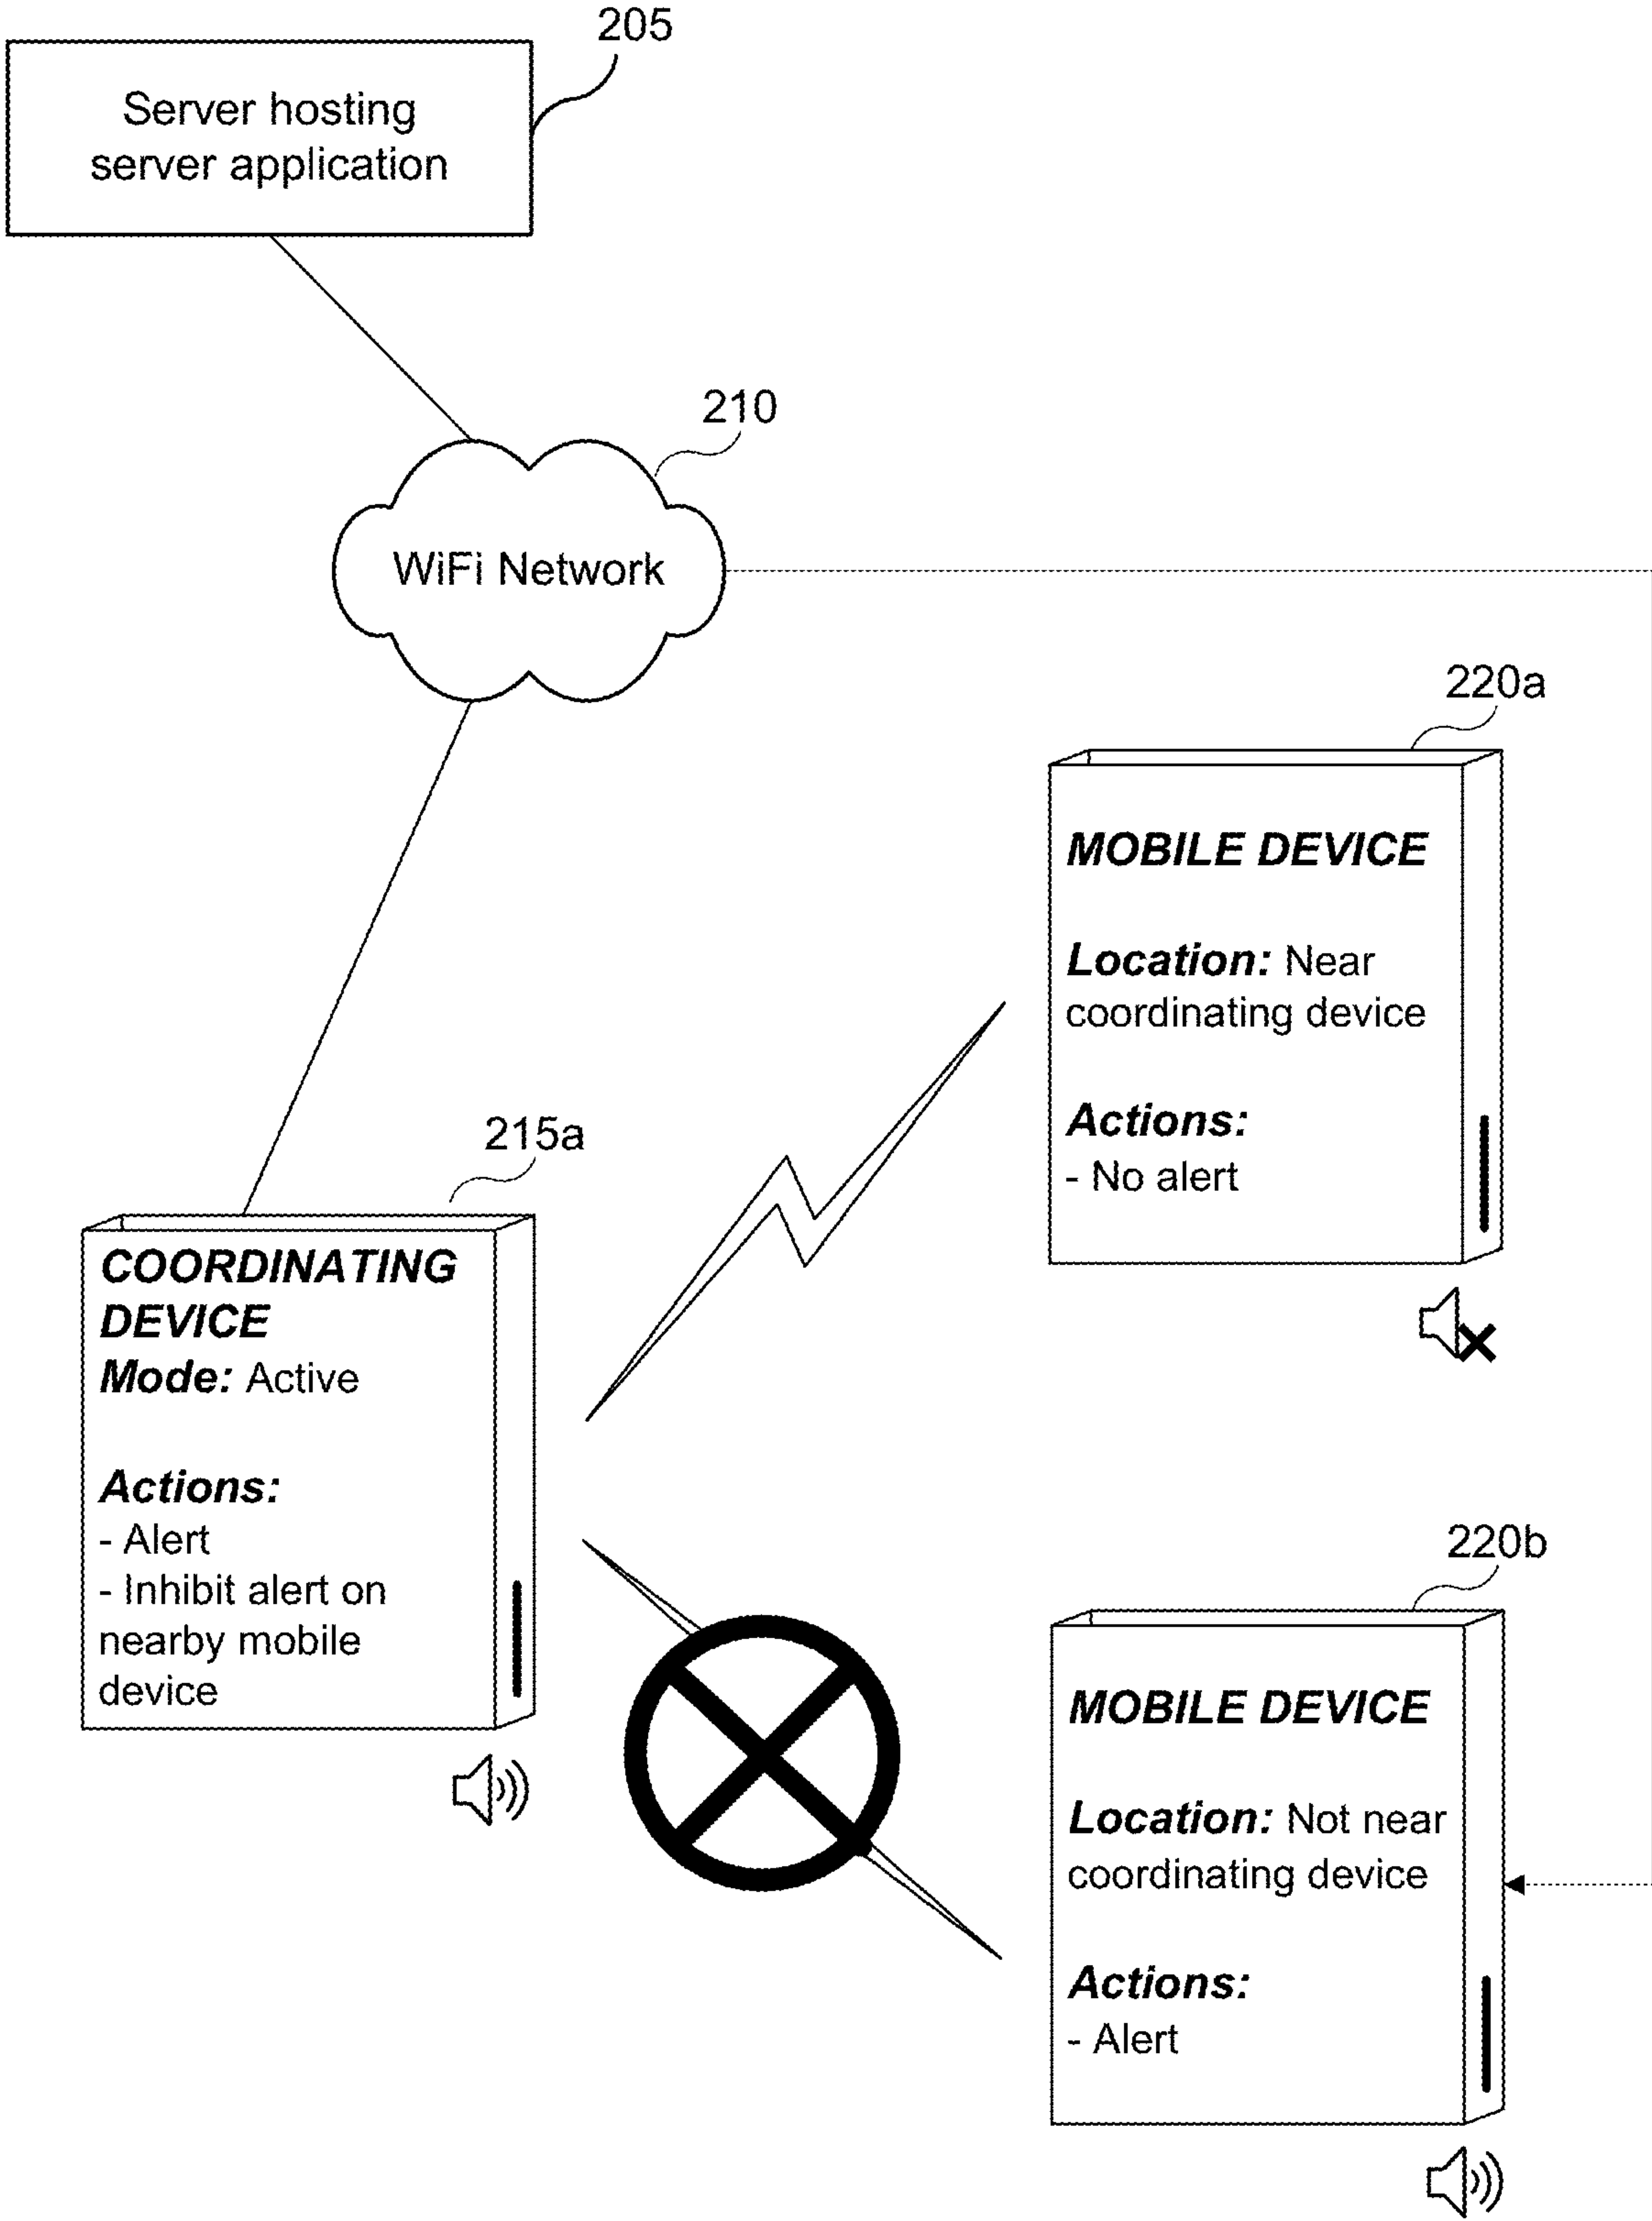 205
Server hosting
server application
210
WiFi Network
220a
MOBILE DEVICE
Location: Near
coordinating device
Actions:
- No alert
215a
COORDINATING
DEVICE
Mode: Active
Actions:
- Alert
- Inhibit alert on
nearby mobile
device
220b
MOBILE DEVICE
Location: Not near
coordinating device
Actions:
- Alert